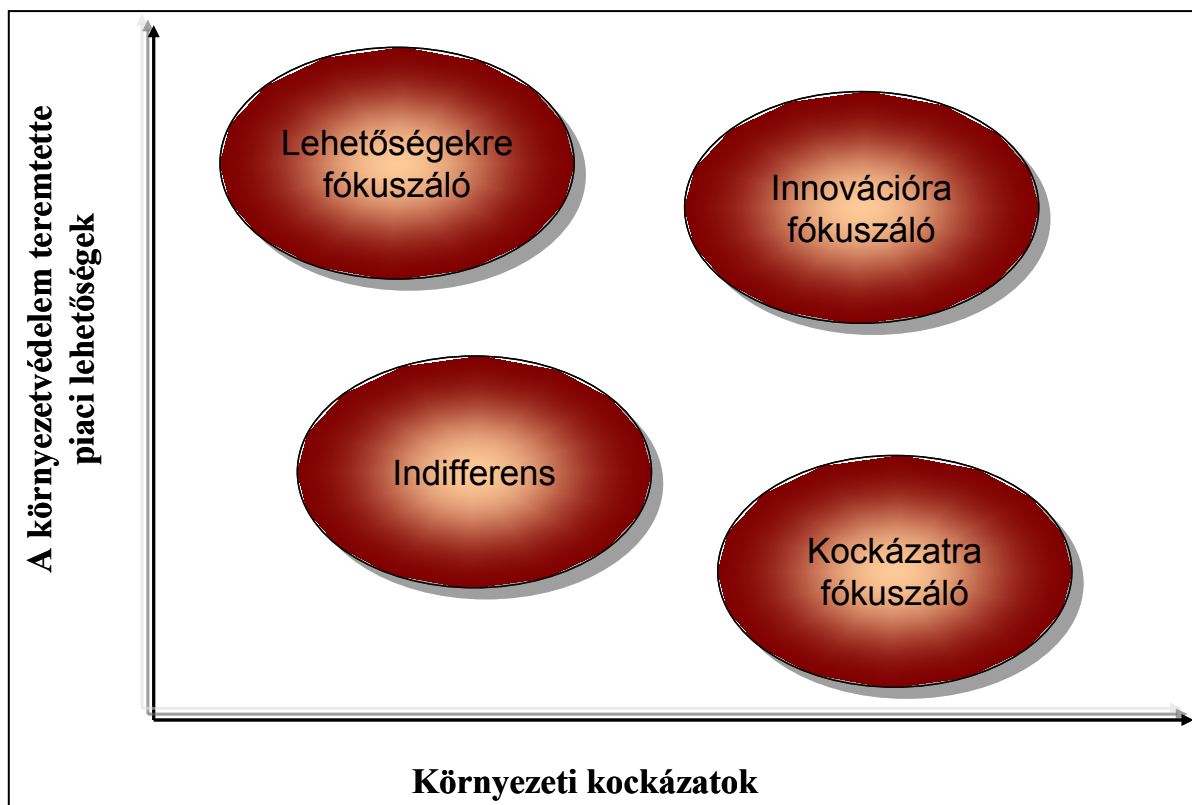 A környezetvédelem teremtette
piaci lehetőségek
Lehetőségekre
fókuszáló
Innovációra
fókuszáló
Indifferens
Kockázatra
fókuszáló
Környezeti kockázatok